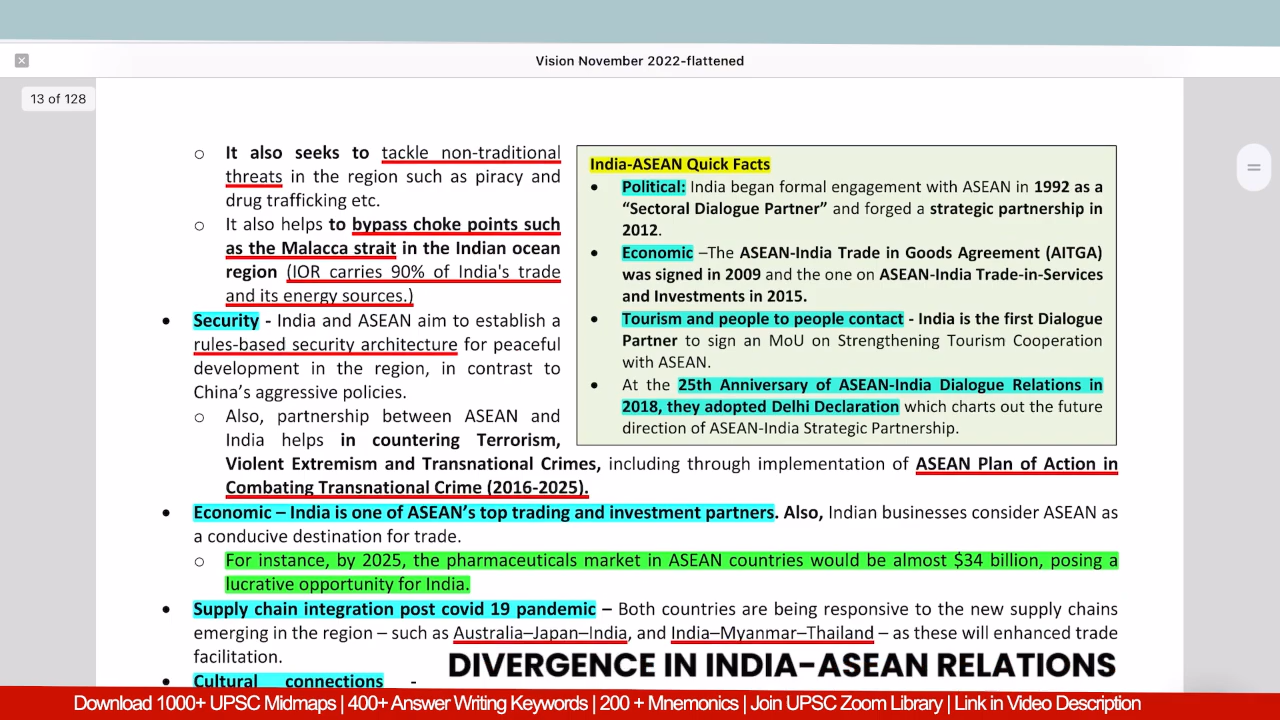 Vision November 2022-flattened
13 of 128
o It also seeks to tackle non-traditional
threats in the region such as piracy and
drug trafficking etc.
o It also helps to bypass choke points such
as the Malacca strait in the Indian ocean
region (IOR carries 90% of India's trade
and its energy sources.)
• Security - India and ASEAN aim to establish a
rules-based security architecture for peaceful
development in the region, in contrast to
China’s aggressive policies.
o Also, partnership between ASEAN and
India helps in countering Terrorism,
Violent Extremism and Transnational Crimes, including through implementation of ASEAN Plan of Action in
Combating Transnational Crime (2016-2025).
India-ASEAN Quick Facts
• Political: India began formal engagement with ASEAN in 1992 as a
“Sectoral Dialogue Partner” and forged a strategic partnership in
2012.
• Economic –The ASEAN-India Trade in Goods Agreement (AITGA)
was signed in 2009 and the one on ASEAN-India Trade-in-Services
and Investments in 2015.
• Tourism and people to people contact - India is the first Dialogue
Partner to sign an MoU on Strengthening Tourism Cooperation
with ASEAN.
• At the 25th Anniversary of ASEAN-India Dialogue Relations in
2018, they adopted Delhi Declaration which charts out the future
direction of ASEAN-India Strategic Partnership.
• Economic – India is one of ASEAN’s top trading and investment partners. Also, Indian businesses consider ASEAN as
a conducive destination for trade.
o For instance, by 2025, the pharmaceuticals market in ASEAN countries would be almost $34 billion, posing a
lucrative opportunity for India.
• Supply chain integration post covid 19 pandemic – Both countries are being responsive to the new supply chains
emerging in the region – such as Australia–Japan–India, and India–Myanmar–Thailand – as these will enhanced trade
facilitation.
• Cultural connections -
DIVERGENCE IN INDIA-ASEAN RELATIONS
Download 1000+ UPSC Midmaps | 400+ Answer Writing Keywords | 200 + Mnemonics | Join UPSC Zoom Library | Link in Video Description